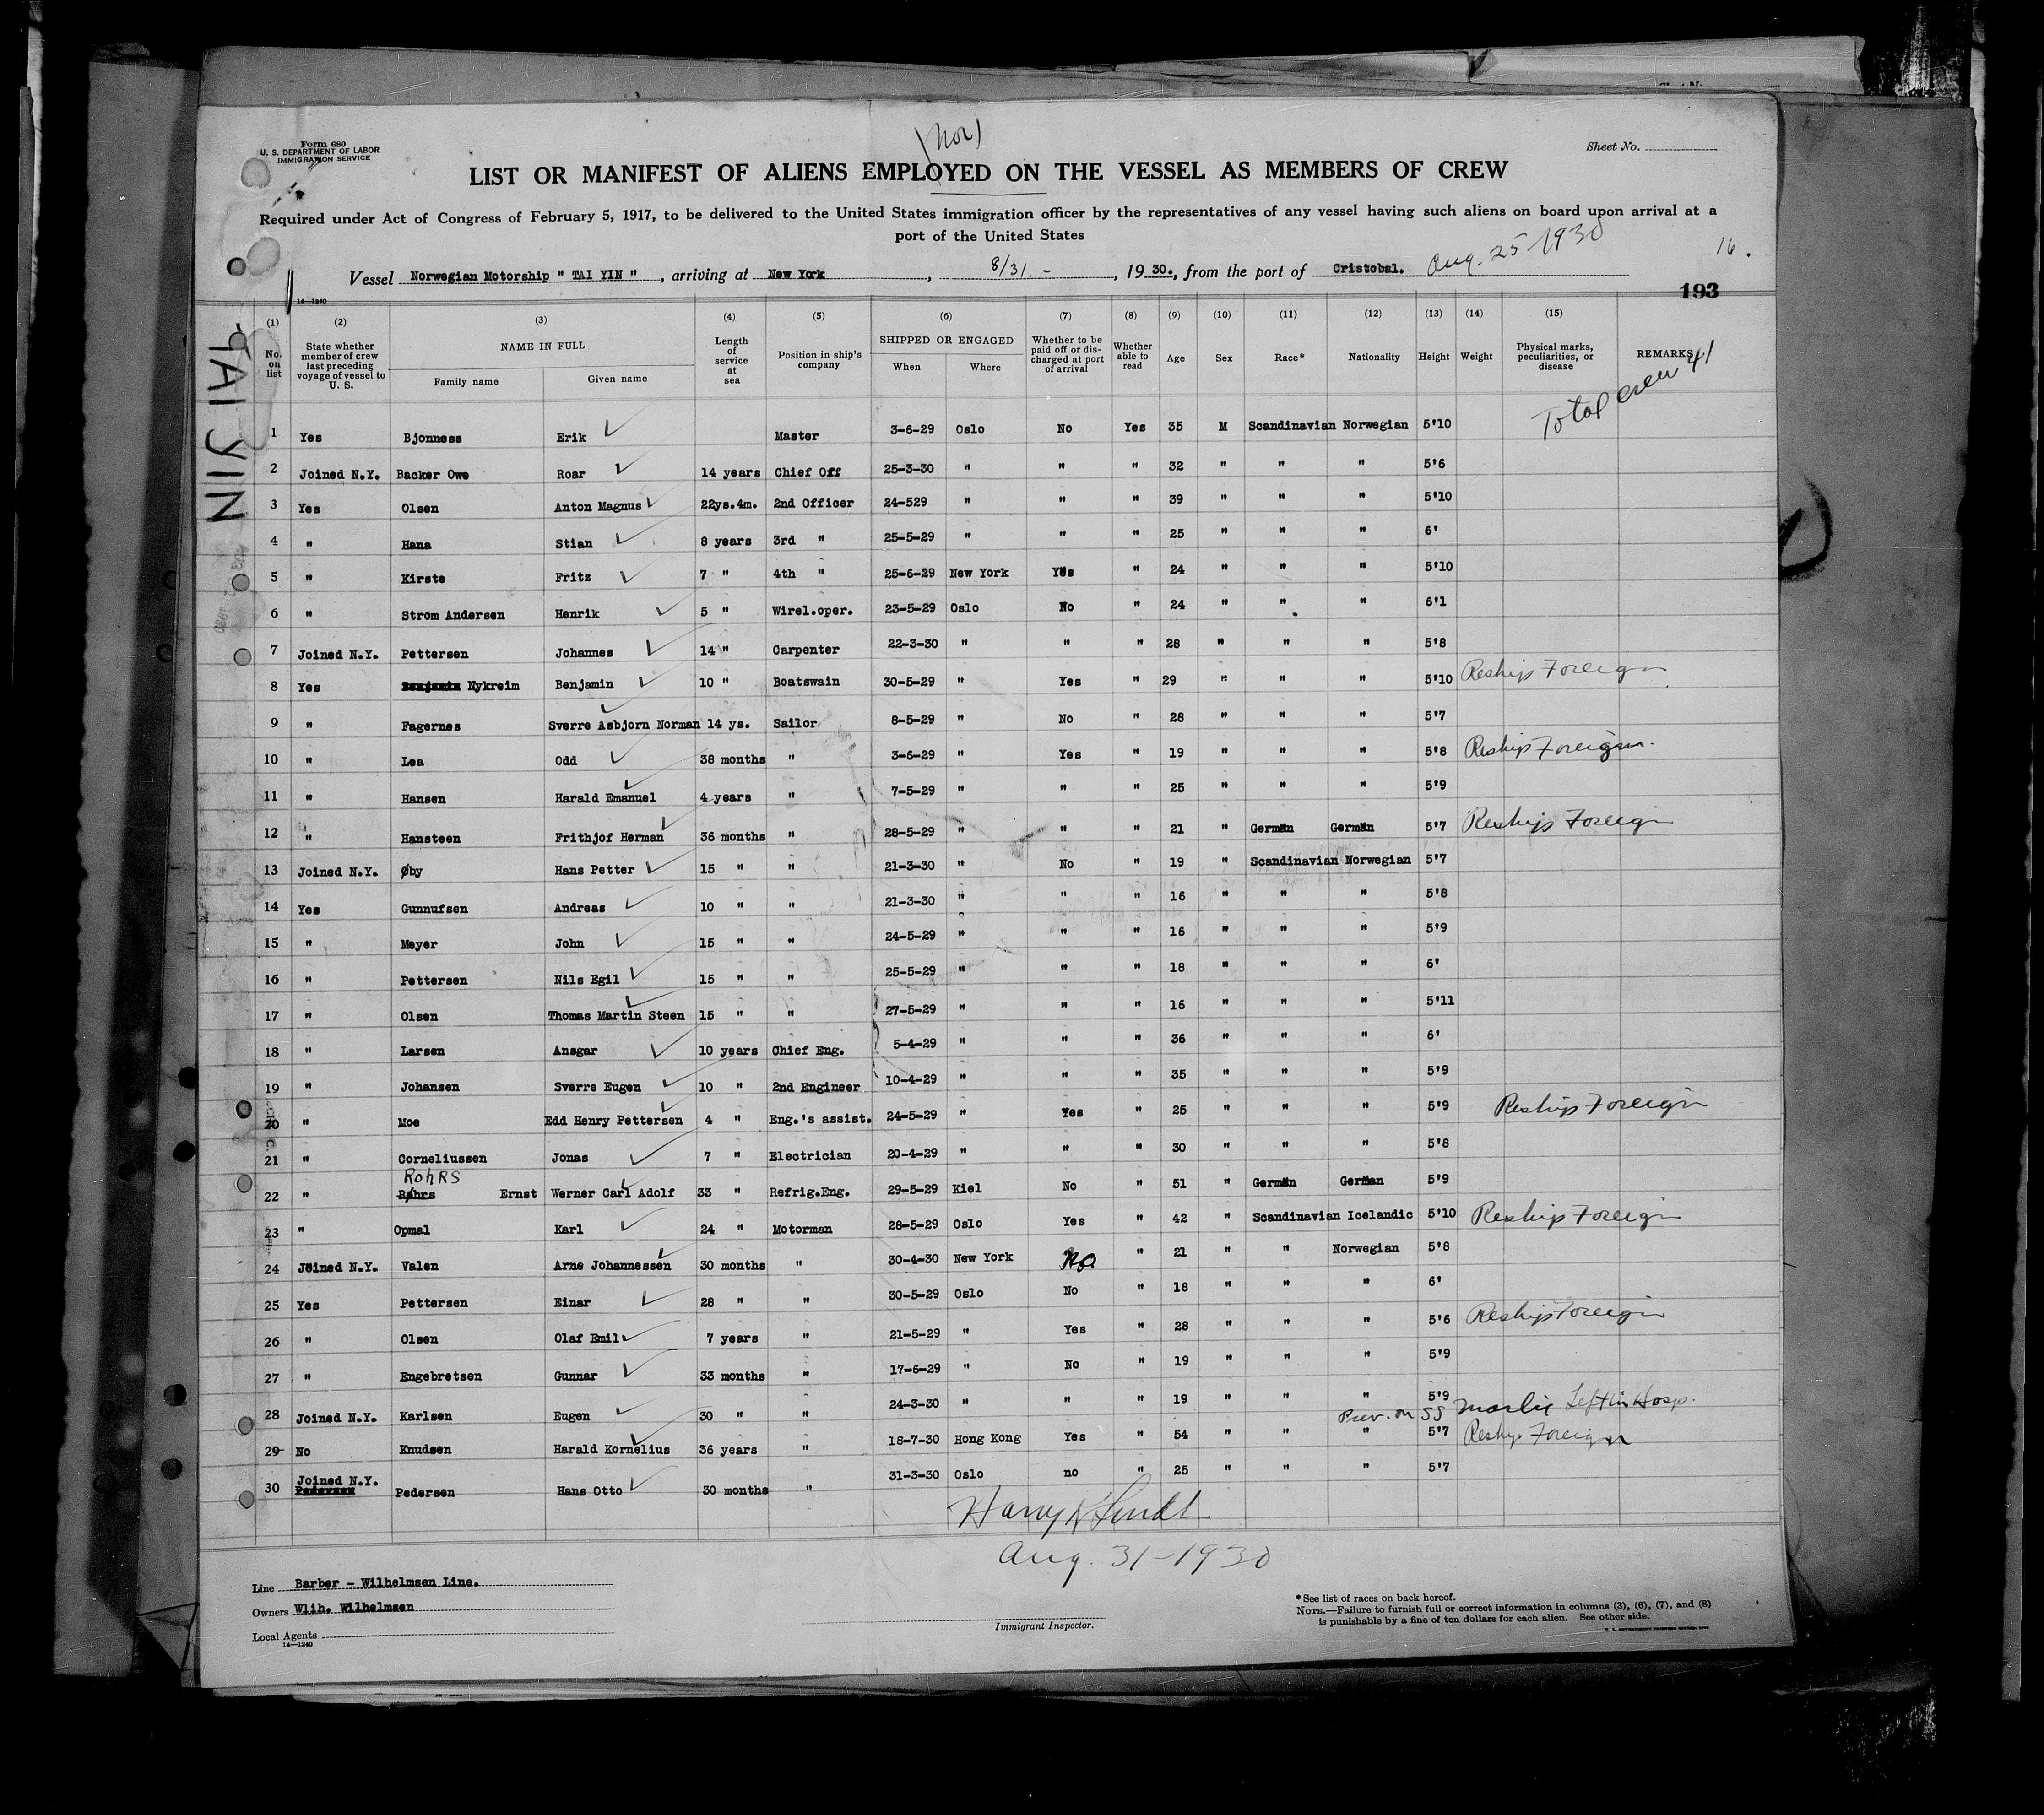 (Nor)
Form 680
U. S. DEPARTMENT OF LABOR
IMMIGRATION SERVICE
Sheet No.
LIST OR MANIFEST OF ALIENS EMPLOYED ON THE VESSEL AS MEMBERS OF CREW
Required under Act of Congress of February 5, 1917, to be delivered to the United States immigration officer by the representatives of any vessel having such aliens on board upon arrival at a
port of the United States
Vessel Norwegian Motorship " TAI YIN " , arriving at New York , 8/31 - , 19 30., from the port of Cristobal. Aug. 25 1930
16.
193
14—1240
TAI YIN
(1) (2) (3) (4) (5) (6) (7) (8) (9) (10) (11) (12) (13) (14) (15)
No. on list State whether member of crew last preceding voyage of vessel to U. S. NAME IN FULL Family name Given name Length of service at sea Position in ship's company SHIPPED OR ENGAGED When Where Whether to be paid off or discharged at port of arrival Whether able to read Age Sex Race* Nationality Height Weight Physical marks, peculiarities, or disease REMARKS
Total crew 41
1 Yes Bjonness Erik Master 3-6-29 Oslo No Yes 35 M Scandinavian Norwegian 5'10
2 Joined N.Y. Backer Owe Roar 14 years Chief Off 25-3-30 " " " 32 " " " 5'6
3 Yes Olsen Anton Magnus 22ys.4m. 2nd Officer 24-529 " " " 39 " " " 5'10
4 " Hana Stian 8 years 3rd " 25-5-29 " " " 25 " " " 6'
5 " Kirste Fritz 7 " 4th " 25-6-29 New York Yes " 24 " " " 5'10
6 " Strom Andersen Henrik 5 " Wirel.oper. 23-5-29 Oslo No " 24 " " " 6'1
7 Joined N.Y. Pettersen Johannes 14 " Carpenter 22-3-30 " " " 28 " " " 5'8
8 Yes Nykreim Benjamin 10 " Boatswain 30-5-29 " Yes " 29 " " " 5'10 Reship Foreign
9 " Fagernes Sverre Asbjorn Norman 14 ys. Sailor 8-5-29 " No " 28 " " " 5'7
10 " Lea Odd 38 months " 3-6-29 " Yes " 19 " " " 5'8 Reship Foreign.
11 " Hansen Harald Emanuel 4 years " 7-5-29 " " " 25 " " " 5'9
12 " Hansteen Frithjof Herman 36 months " 28-5-29 " " " 21 " German German 5'7 Reship Foreign
13 Joined N.Y. Øby Hans Petter 15 " " 21-3-30 " No " 19 " Scandinavian Norwegian 5'7
14 Yes Gunnufsen Andreas 10 " " 21-3-30 " " " 16 " " " 5'8
15 " Meyer John 15 " " 24-5-29 " " " 16 " " " 5'9
16 " Pettersen Nils Egil 15 " " 25-5-29 " " " 18 " " " 6'
17 " Olsen Thomas Martin Steen 15 " " 27-5-29 " " " 16 " " " 5'11
18 " Larsen Ansgar 10 years Chief Eng. 5-4-29 " " " 36 " " " 6'
19 " Johansen Sverre Eugen 10 " 2nd Engineer 10-4-29 " " " 35 " " " 5'9
20 " Moe Edd Henry Pettersen 4 " Eng.'s assist. 24-5-29 " Yes " 25 " " " 5'9 Reship Foreign
21 " Corneliussen Jonas 7 " Electrician 20-4-29 " " " 30 " " " 5'8
RohRS
22 " Røhrs Ernst Werner Carl Adolf 33 " Refrig.Eng. 29-5-29 Kiel No " 51 " German German 5'9
23 " Opmal Karl 24 " Motorman 28-5-29 Oslo Yes " 42 " Scandinavian Icelandic 5'10 Reship Foreign
24 Joined N.Y. Valen Arne Johannessen 30 months " 30-4-30 New York No " 21 " " Norwegian 5'8
25 Yes Pettersen Einar 28 " " 30-5-29 Oslo No " 18 " " " 6'
26 " Olsen Olaf Emil 7 years " 21-5-29 " Yes " 28 " " " 5'6 Reship Foreign
27 " Engebretsen Gunnar 33 months " 17-6-29 " No " 19 " " " 5'9
28 Joined N.Y. Karlsen Eugen 30 " " 24-3-30 " " " 19 " " " 5'9
Prev. on SS Left in Hosp.
29 No Knudsen Harald Kornelius 36 years " 18-7-30 Hong Kong Yes " 54 " " " 5'7 Reshp. Foreign
30 Joined N.Y. Pedersen Hans Otto 30 months " 31-3-30 Oslo no " 25 " " " 5'7
Aug. 31-1930
Line Barber - Wilhelmsen Line.
Owners Wlih. Wilhelmsen
Local Agents
14—1240
Immigrant Inspector.
*See list of races on back hereof.
NOTE.—Failure to furnish full or correct information in columns (3), (6), (7), and (8)
is punishable by a fine of ten dollars for each alien. See other side.